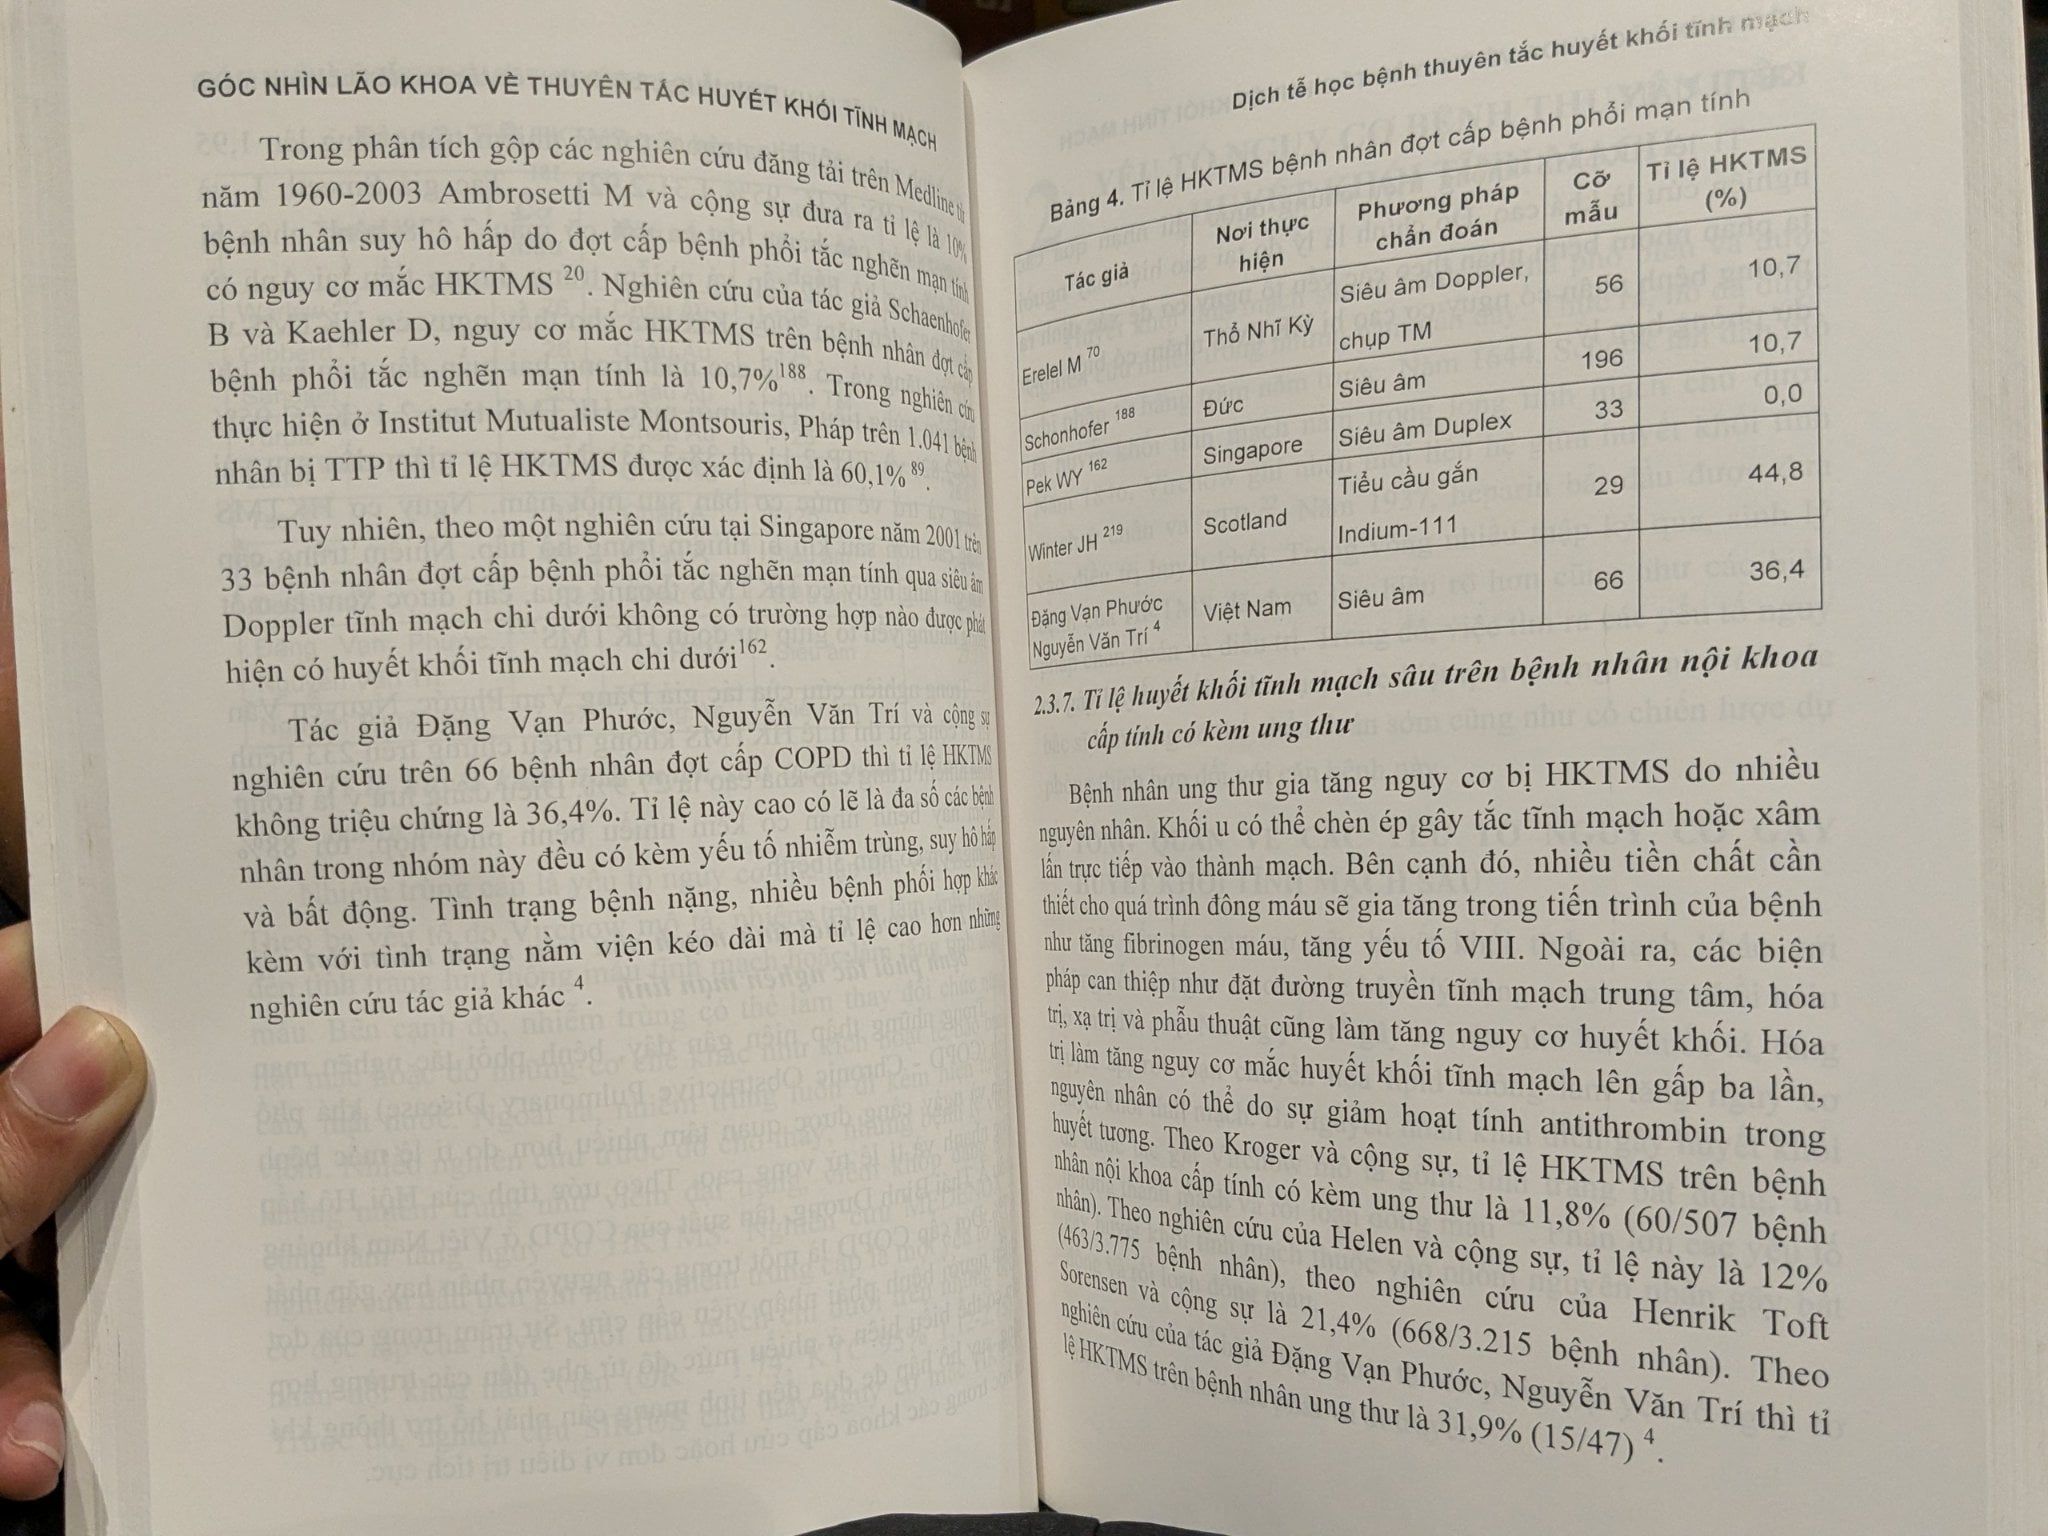 GÓC NHÌN LÃO KHOA VỀ THUYÊN TẮC HUYẾT KHỐI TĨNH MẠCH
Trong phân tích gộp các nghiên cứu đăng tải trên Medline từ
năm 1960-2003 Ambrosetti M và cộng sự đưa ra tỉ lệ là 10%
bệnh nhân suy hô hấp do đợt cấp bệnh phổi tắc nghẽn mạn tính
có nguy cơ mắc HKTMS 20. Nghiên cứu của tác giả Schaenhofer
B và Kaehler D, nguy cơ mắc HKTMS trên bệnh nhân đợt cấp
bệnh phổi tắc nghẽn mạn tính là 10,7%188. Trong nghiên cứu
thực hiện ở Institut Mutualiste Montsouris, Pháp trên 1.041 bệnh
nhân bị TTP thì tỉ lệ HKTMS được xác định là 60,1% 89.
Tuy nhiên, theo một nghiên cứu tại Singapore năm 2001 trên
33 bệnh nhân đợt cấp bệnh phổi tắc nghẽn mạn tính qua siêu âm
Doppler tĩnh mạch chi dưới không có trường hợp nào được phát
hiện có huyết khối tĩnh mạch chi dưới162.
Tác giả Đặng Vạn Phước, Nguyễn Văn Trí và cộng sự
nghiên cứu trên 66 bệnh nhân đợt cấp COPD thì tỉ lệ HKTMS
không triệu chứng là 36,4%. Tỉ lệ này cao có lẽ là đa số các bệnh
nhân trong nhóm này đều có kèm yếu tố nhiễm trùng, suy hô hấp
và bất động. Tình trạng bệnh nặng, nhiều bệnh phối hợp khác
kèm với tình trạng nằm viện kéo dài mà tỉ lệ cao hơn những
nghiên cứu tác giả khác 4.
Dịch tễ học bệnh thuyên tắc huyết khối tĩnh mạch
Bảng 4. Tỉ lệ HKTMS bệnh nhân đợt cấp bệnh phổi mạn tính
Tác giả Nơi thực hiện Phương pháp chẩn đoán Cỡ mẫu Tỉ lệ HKTMS (%)
Erelel M 70 Thổ Nhĩ Kỳ Siêu âm Doppler, chụp TM 56 10,7
Schonhofer 188 Đức Siêu âm 196 10,7
Pek WY 162 Singapore Siêu âm Duplex 33 0,0
Winter JH 219 Scotland Tiểu cầu gắn Indium-111 29 44,8
Đặng Vạn Phước Nguyễn Văn Trí 4 Việt Nam Siêu âm 66 36,4
2.3.7. Tỉ lệ huyết khối tĩnh mạch sâu trên bệnh nhân nội khoa
cấp tính có kèm ung thư
Bệnh nhân ung thư gia tăng nguy cơ bị HKTMS do nhiều
nguyên nhân. Khối u có thể chèn ép gây tắc tĩnh mạch hoặc xâm
lấn trực tiếp vào thành mạch. Bên cạnh đó, nhiều tiền chất cần
thiết cho quá trình đông máu sẽ gia tăng trong tiến trình của bệnh
như tăng fibrinogen máu, tăng yếu tố VIII. Ngoài ra, các biện
pháp can thiệp như đặt đường truyền tĩnh mạch trung tâm, hóa
trị, xạ trị và phẫu thuật cũng làm tăng nguy cơ huyết khối. Hóa
trị làm tăng nguy cơ mắc huyết khối tĩnh mạch lên gấp ba lần,
nguyên nhân có thể do sự giảm hoạt tính antithrombin trong
huyết tương. Theo Kroger và cộng sự, tỉ lệ HKTMS trên bệnh
nhân nội khoa cấp tính có kèm ung thư là 11,8% (60/507 bệnh
nhân). Theo nghiên cứu của Helen và cộng sự, tỉ lệ này là 12%
(463/3.775 bệnh nhân), theo nghiên cứu của Henrik Toft
Sorensen và cộng sự là 21,4% (668/3.215 bệnh nhân). Theo
nghiên cứu của tác giả Đặng Vạn Phước, Nguyễn Văn Trí thì tỉ
lệ HKTMS trên bệnh nhân ung thư là 31,9% (15/47) 4.